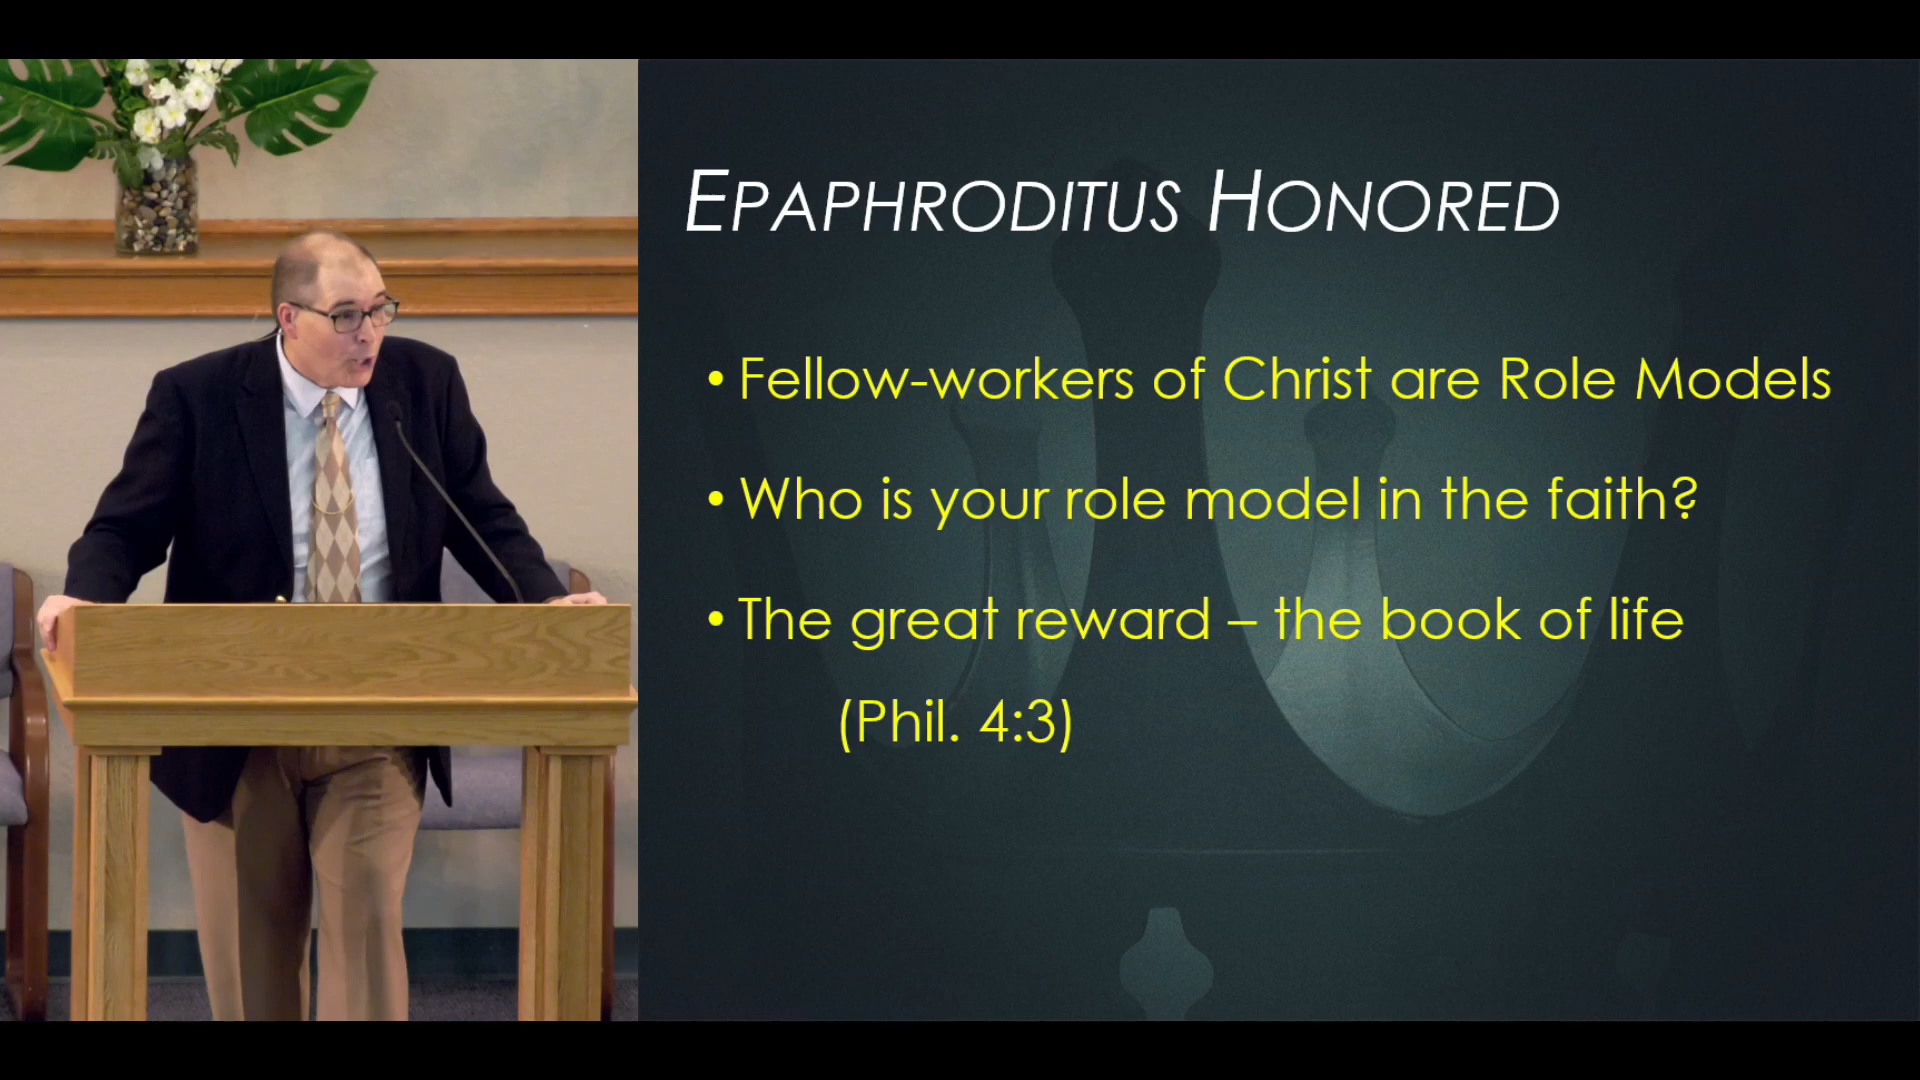 EPAPHRODITUS HONORED
• Fellow-workers of Christ are Role Models
• Who is your role model in the faith?
• The great reward – the book of life
(Phil. 4:3)